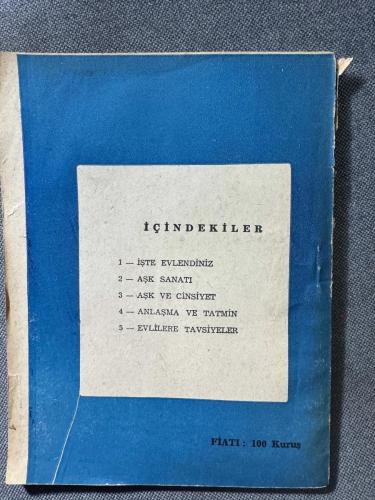 İÇİNDEKİLER
1 — İŞTE EVLENDİNİZ
2 — AŞK SANATI
3 — AŞK VE CİNSİYET
4 — ANLAŞMA VE TATMİN
5 — EVLİLERE TAVSİYELER
FİATI : 100 Kuruş